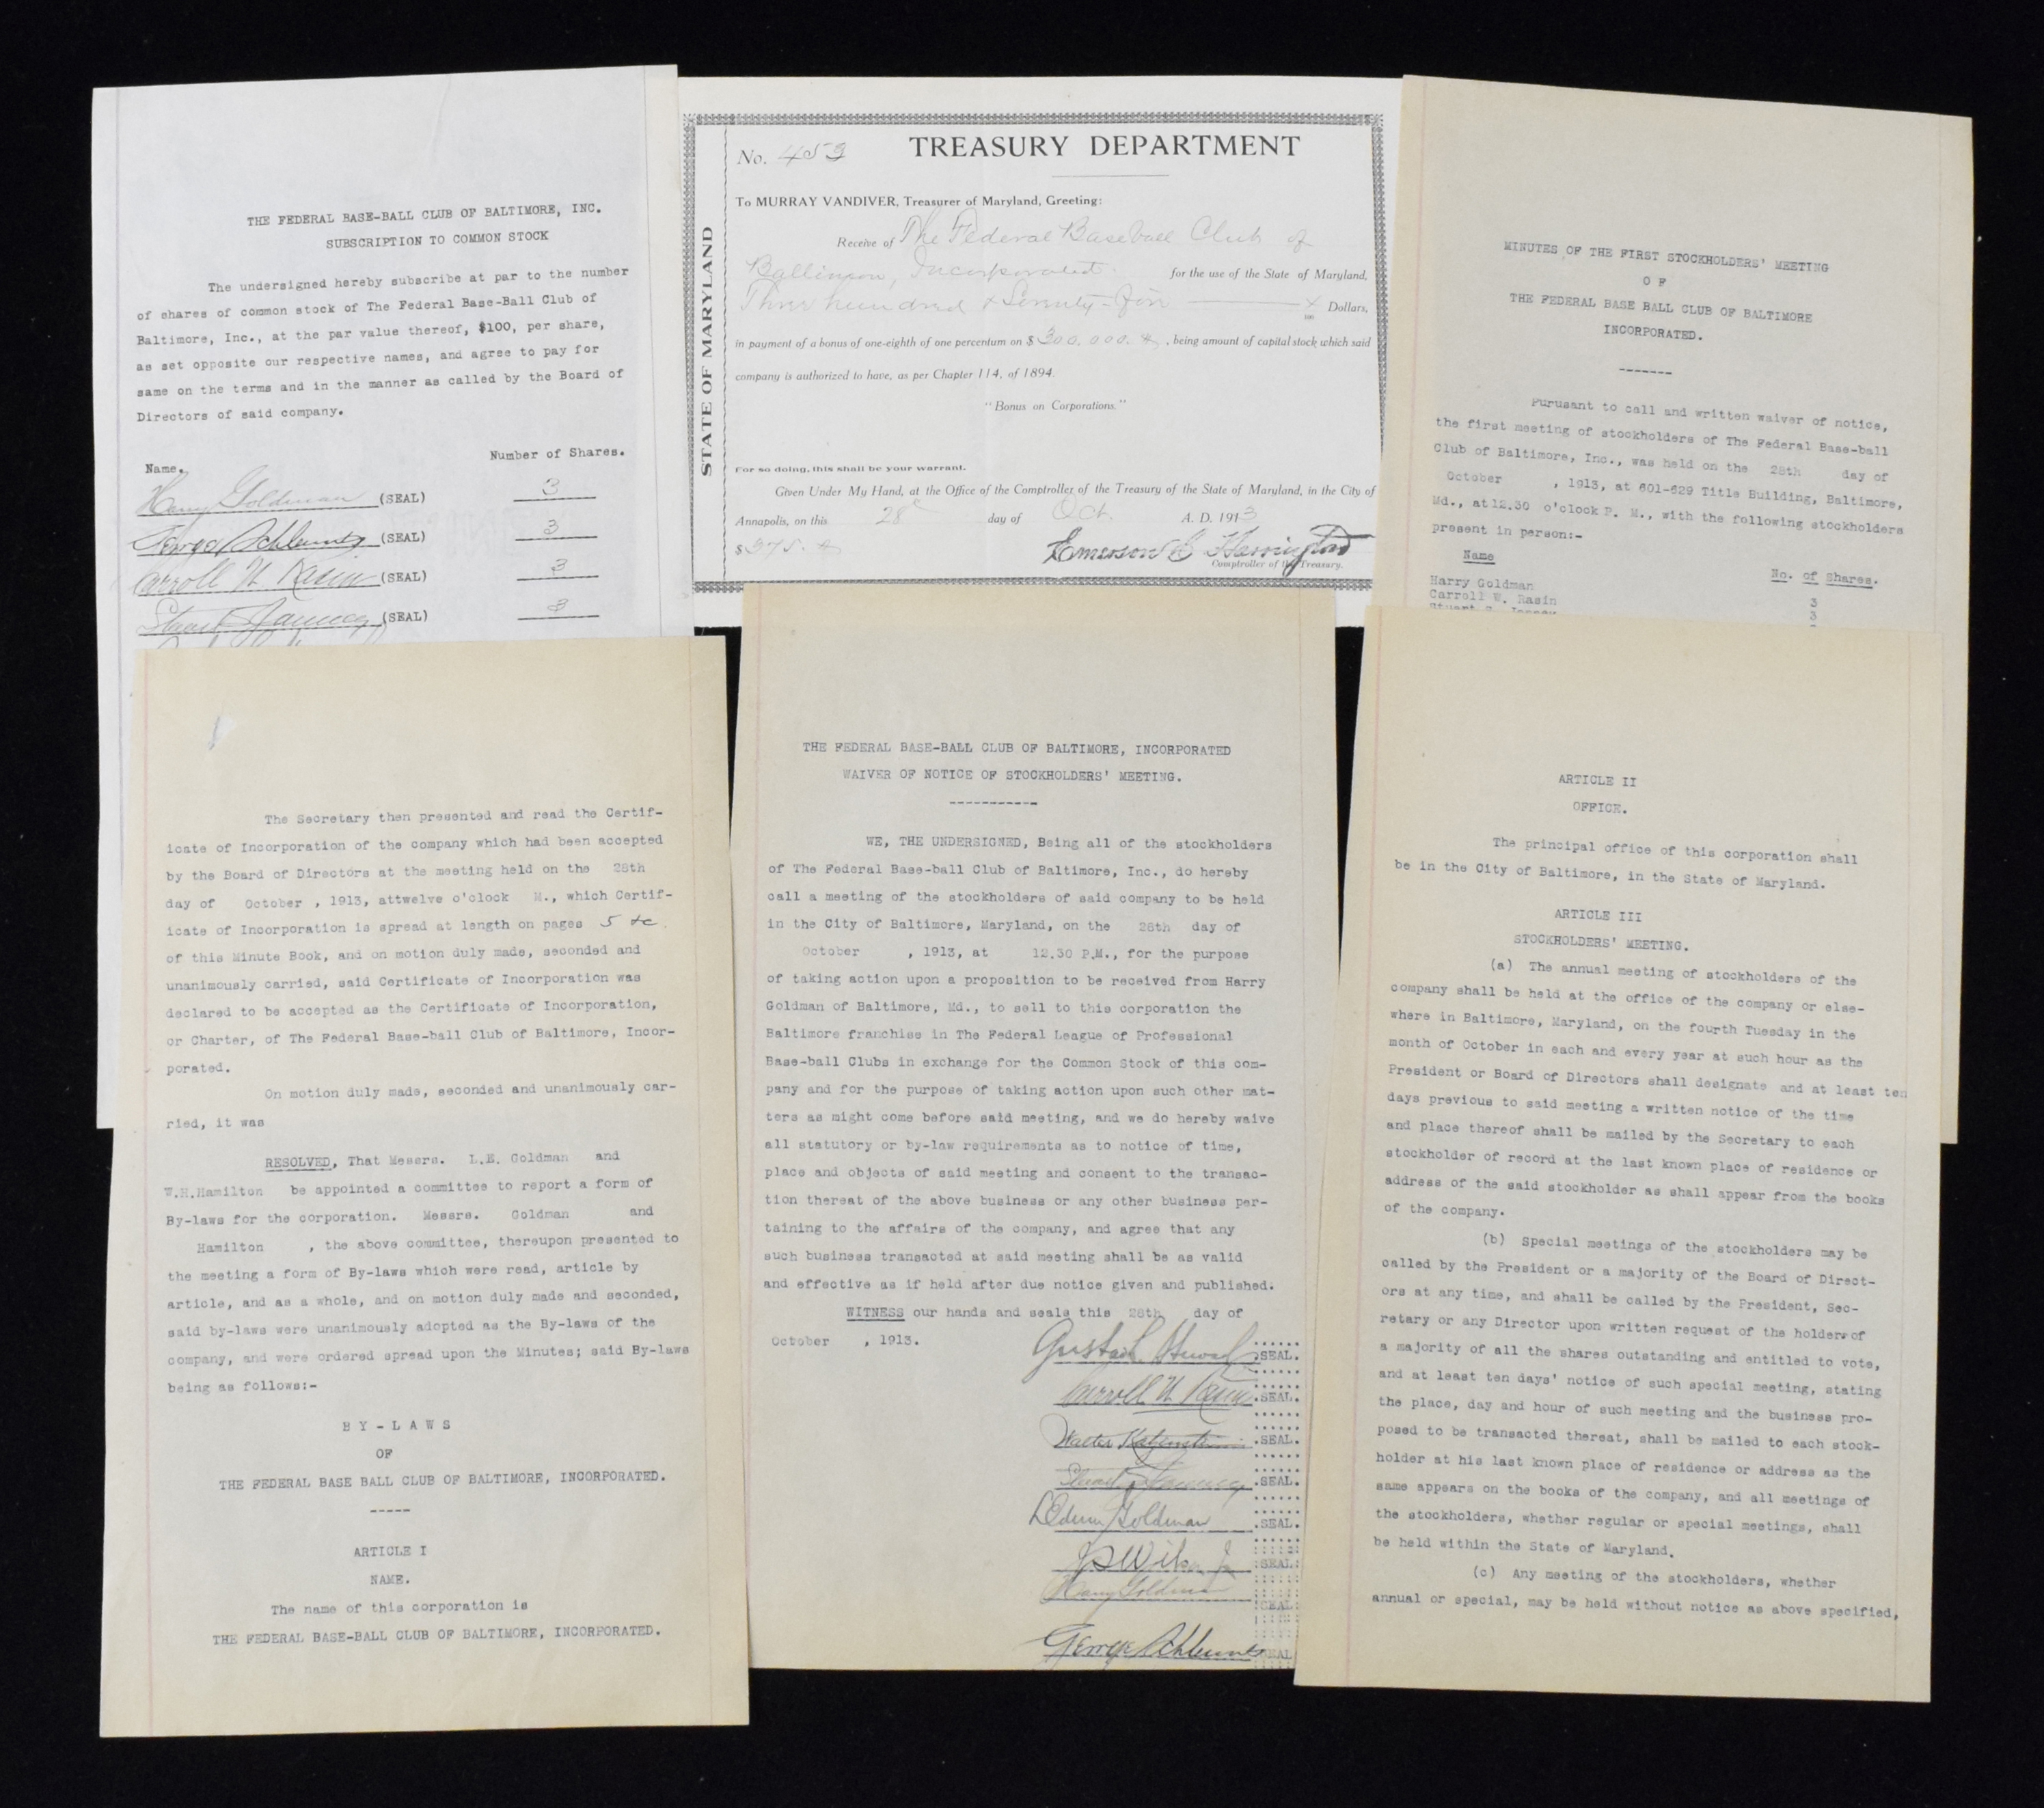 THE FEDERAL BASE-BALL CLUB OF BALTIMORE, INC.
SUBSCRIPTION TO COMMON STOCK
The undersigned hereby subscribe at par to the number
of shares of common stock of The Federal Base-Ball Club of
Baltimore, Inc., at the par value thereof, $100, per share,
as set opposite our respective names, and agree to pay for
same on the terms and in the manner as called by the Board of
Directors of said company.
Name. Number of Shares.
Harry Goldman (SEAL) 3
George Schleunes (SEAL) 3
Carroll W. Rasin (SEAL) 3
Stuart S. Janney (SEAL) 3
STATE OF MARYLAND
No. 453 TREASURY DEPARTMENT
To MURRAY VANDIVER, Treasurer of Maryland, Greeting:
Receive of The Federal Baseball Club of
Baltimore, Incorporated. for the use of the State of Maryland,
Three hundred & Seventy-five x/100 Dollars,
in payment of a bonus of one-eighth of one percentum on $ 300,000. , being amount of capital stock which said
company is authorized to have, as per Chapter 114, of 1894.
"Bonus on Corporations."
For so doing, this shall be your warrant.
Given Under My Hand, at the Office of the Comptroller of the Treasury of the State of Maryland, in the City of
Annapolis, on this 28 day of Oct. A. D. 1913
$ 375. Emerson C Harrington
Comptroller of the Treasury.
MINUTES OF THE FIRST STOCKHOLDERS' MEETING
OF
THE FEDERAL BASE BALL CLUB OF BALTIMORE
INCORPORATED.
-------
Purusant to call and written waiver of notice,
the first meeting of stockholders of The Federal Base-ball
Club of Baltimore, Inc., was held on the 28th day of
October , 1913, at 601-629 Title Building, Baltimore,
Md., at12.30 o'clock P. M., with the following stockholders
present in person:-
Name No. of Shares.
Harry Goldman 3
Carroll W. Rasin 3
Stuart S. Janney
The Secretary then presented and read the Certif-
icate of Incorporation of the company which had been accepted
by the Board of Directors at the meeting held on the 28th
day of October , 1913, attwelve o'clock M., which Certif-
icate of Incorporation is spread at length on pages 5 &c.
of this Minute Book, and on motion duly made, seconded and
unanimously carried, said Certificate of Incorporation was
declared to be accepted as the Certificate of Incorporation,
or Charter, of The Federal Base-ball Club of Baltimore, Incor-
porated.
On motion duly made, seconded and unanimously car-
ried, it was
RESOLVED, That Messrs. L.E. Goldman and
W.H.Hamilton be appointed a committee to report a form of
By-laws for the corporation. Messrs. Goldman and
Hamilton , the above committee, thereupon presented to
the meeting a form of By-laws which were read, article by
article, and as a whole, and on motion duly made and seconded,
said by-laws were unanimously adopted as the By-laws of the
company, and were ordered spread upon the Minutes; said By-laws
being as follows:-
BY-LAWS
OF
THE FEDERAL BASE BALL CLUB OF BALTIMORE, INCORPORATED.
-----
ARTICLE I
NAME.
The name of this corporation is
THE FEDERAL BASE-BALL CLUB OF BALTIMORE, INCORPORATED.
THE FEDERAL BASE-BALL CLUB OF BALTIMORE, INCORPORATED
WAIVER OF NOTICE OF STOCKHOLDERS' MEETING.
-----------
WE, THE UNDERSIGNED, Being all of the stockholders
of The Federal Base-ball Club of Baltimore, Inc., do hereby
call a meeting of the stockholders of said company to be held
in the City of Baltimore, Maryland, on the 28th day of
October , 1913, at 12.30 P.M., for the purpose
of taking action upon a proposition to be received from Harry
Goldman of Baltimore, Md., to sell to this corporation the
Baltimore franchise in The Federal League of Professional
Base-ball Clubs in exchange for the Common Stock of this com-
pany and for the purpose of taking action upon such other mat-
ters as might come before said meeting, and we do hereby waive
all statutory or by-law requirements as to notice of time,
place and objects of said meeting and consent to the transac-
tion thereat of the above business or any other business per-
taining to the affairs of the company, and agree that any
such business transacted at said meeting shall be as valid
and effective as if held after due notice given and published.
WITNESS our hands and seals this 28th day of
October , 1913.
SEAL.
Carroll W. Rasin SEAL.
Walter Katzenstein SEAL.
Stuart S. Janney SEAL.
L Edwin Goldman SEAL.
SEAL
Harry Goldman SEAL
George Schleunes SEAL
ARTICLE II
OFFICE.
The principal office of this corporation shall
be in the City of Baltimore, in the State of Maryland.
ARTICLE III
STOCKHOLDERS' MEETING.
(a) The annual meeting of stockholders of the
company shall be held at the office of the company or else-
where in Baltimore, Maryland, on the fourth Tuesday in the
month of October in each and every year at such hour as the
President or Board of Directors shall designate and at least ten
days previous to said meeting a written notice of the time
and place thereof shall be mailed by the Secretary to each
stockholder of record at the last known place of residence or
address of the said stockholder as shall appear from the books
of the company.
(b) Special meetings of the stockholders may be
called by the President or a majority of the Board of Direct-
ors at any time, and shall be called by the President, Sec-
retary or any Director upon written request of the holders of
a majority of all the shares outstanding and entitled to vote,
and at least ten days' notice of such special meeting, stating
the place, day and hour of such meeting and the business pro-
posed to be transacted thereat, shall be mailed to each stock-
holder at his last known place of residence or address as the
same appears on the books of the company, and all meetings of
the stockholders, whether regular or special meetings, shall
be held within the State of Maryland.
(c) Any meeting of the stockholders, whether
annual or special, may be held without notice as above specified,